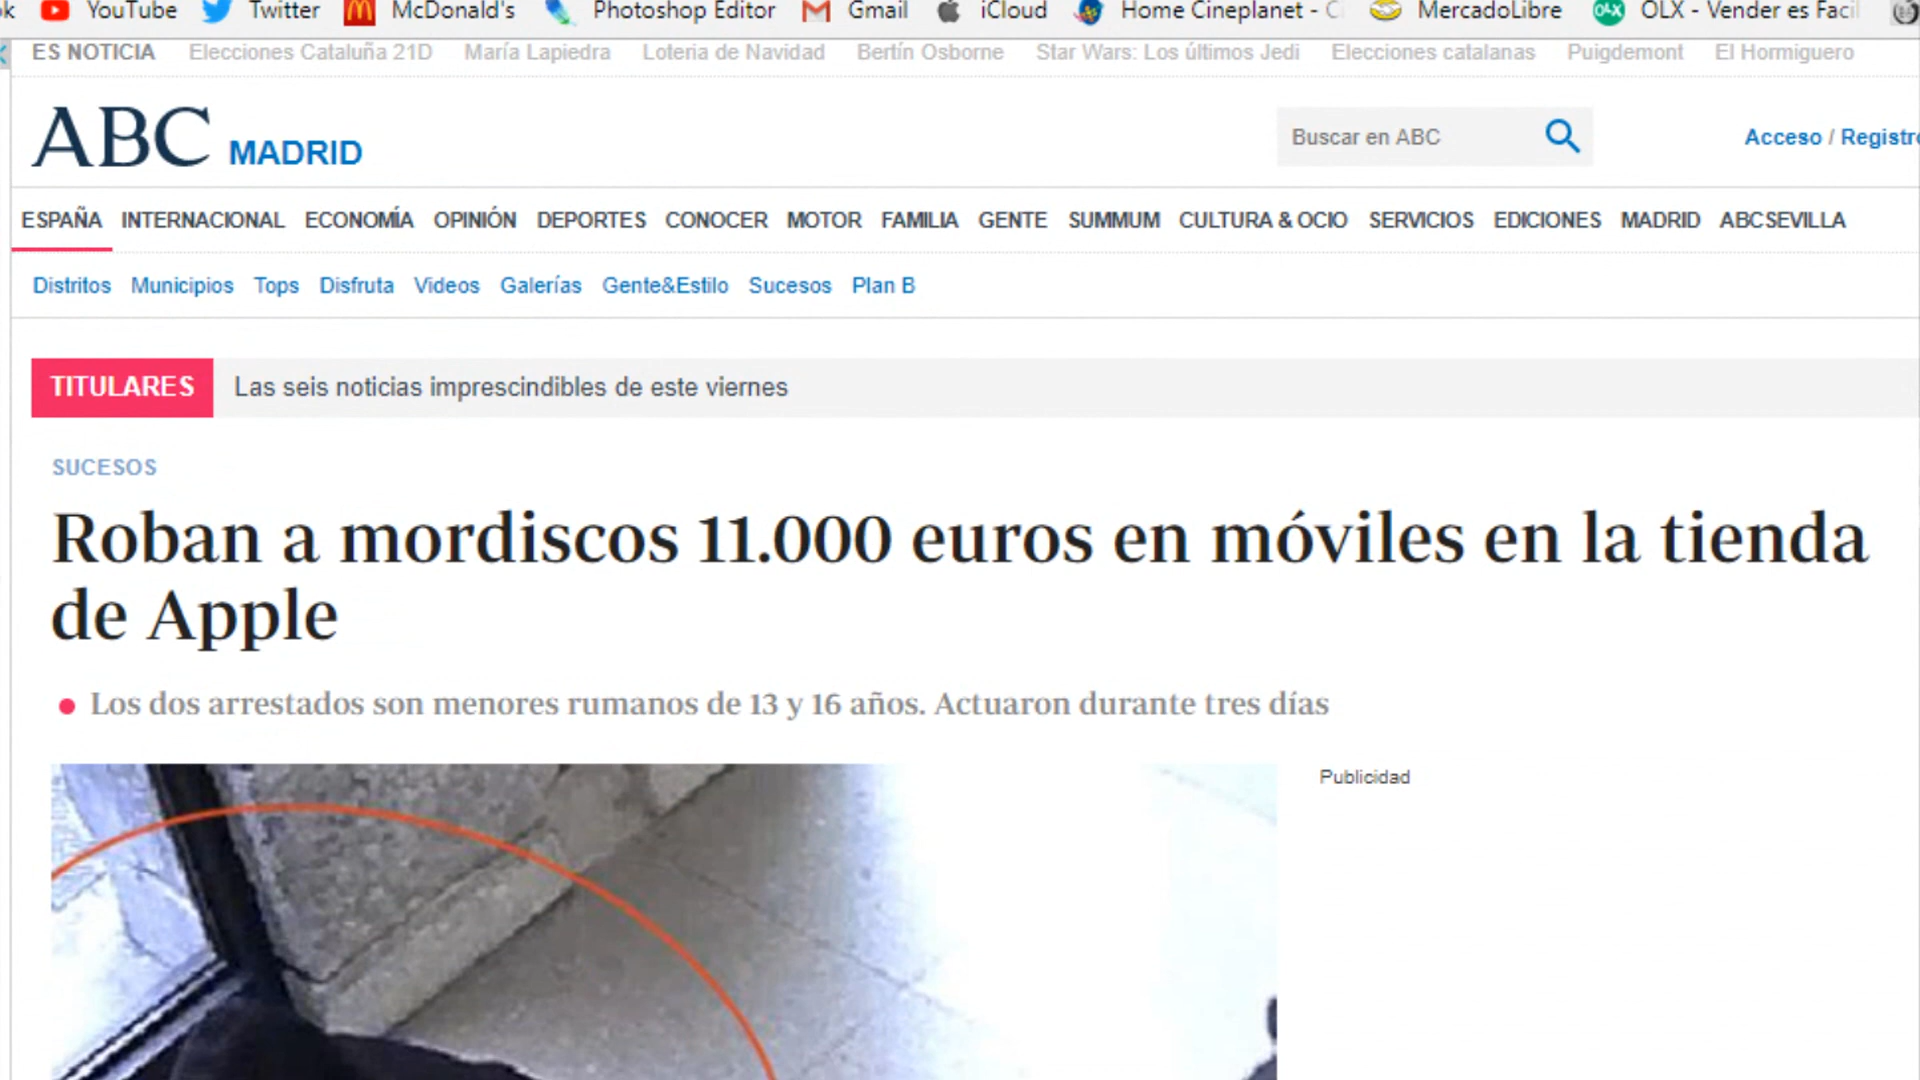 YouTube Twitter McDonald's Photoshop Editor Gmail iCloud Home Cineplanet - MercadoLibre OLX - Vender es Facil
ES NOTICIA Elecciones Cataluña 21D María Lapiedra Loteria de Navidad Bertín Osborne Star Wars: Los últimos Jedi Elecciones catalanas Puigdemont El Hormiguero
ABC MADRID Buscar en ABC Acceso / Registro
ESPAÑA INTERNACIONAL ECONOMÍA OPINIÓN DEPORTES CONOCER MOTOR FAMILIA GENTE SUMMUM CULTURA & OCIO SERVICIOS EDICIONES MADRID ABCSEVILLA
Distritos Municipios Tops Disfruta Videos Galerías Gente&Estilo Sucesos Plan B
TITULARES Las seis noticias imprescindibles de este viernes
SUCESOS
Roban a mordiscos 11.000 euros en móviles en la tienda
de Apple
Los dos arrestados son menores rumanos de 13 y 16 años. Actuaron durante tres días
Publicidad